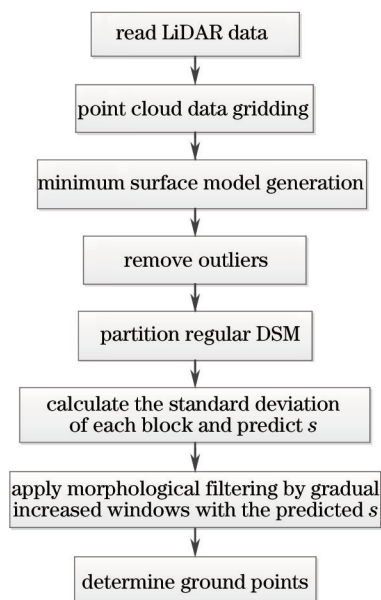 read LiDAR data
point cloud data gridding
minimum surface model generation
remove outliers
partition regular DSM
calculate the standard deviation
of each block and predict s
apply morphological filtering by gradual
increased windows with the predicted s
determine ground points